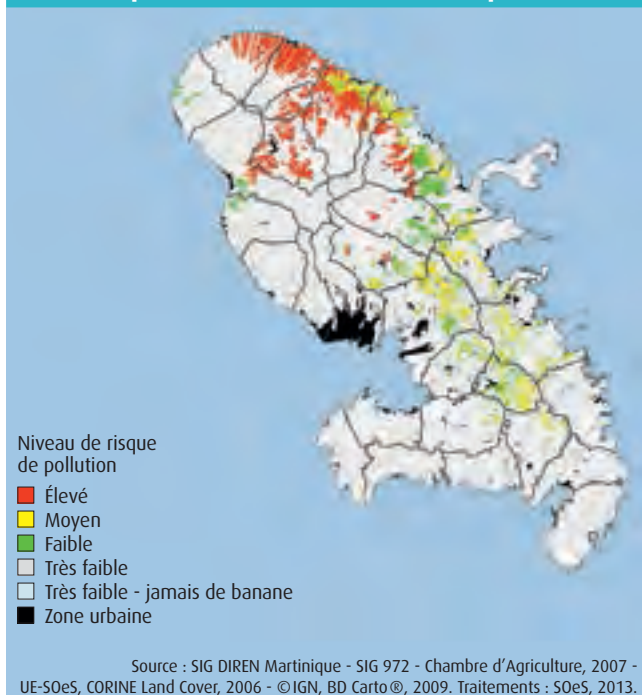 Niveau de risque
de pollution
Élevé
Moyen
Faible
Très faible
Très faible - jamais de banane
Zone urbaine
Source : SIG DIREN Martinique - SIG 972 - Chambre d'Agriculture, 2007 -
UE-SOeS, CORINE Land Cover, 2006 - ©IGN, BD Carto®, 2009. Traitements : SOeS, 2013.